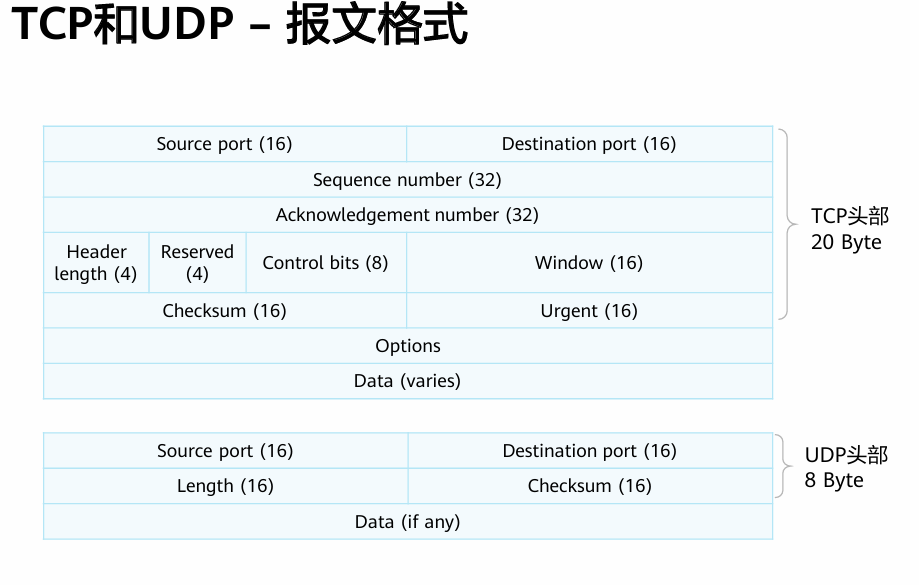 TCP和UDP – 报文格式
Source port (16)
Destination port (16)
Sequence number (32)
Acknowledgement number (32)
Header
length (4)
Reserved
(4)
Control bits (8)
Window (16)
Checksum (16)
Urgent (16)
Options
Data (varies)
TCP头部
20 Byte
Source port (16)
Destination port (16)
Length (16)
Checksum (16)
Data (if any)
UDP头部
8 Byte